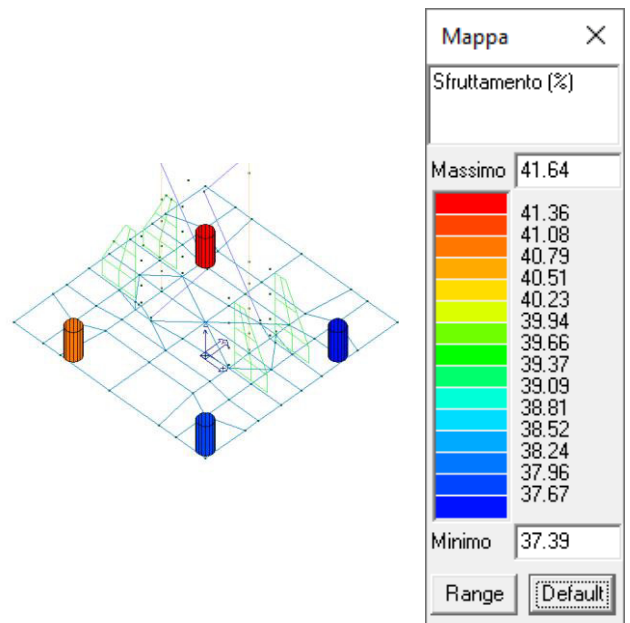 Mappa
Sfruttamento (%)
Massimo 41.64
41.36
41.08
40.79
40.51
40.23
39.94
39.66
39.37
39.09
38.81
38.52
38.24
37.96
37.67
Minimo 37.39
Range Default